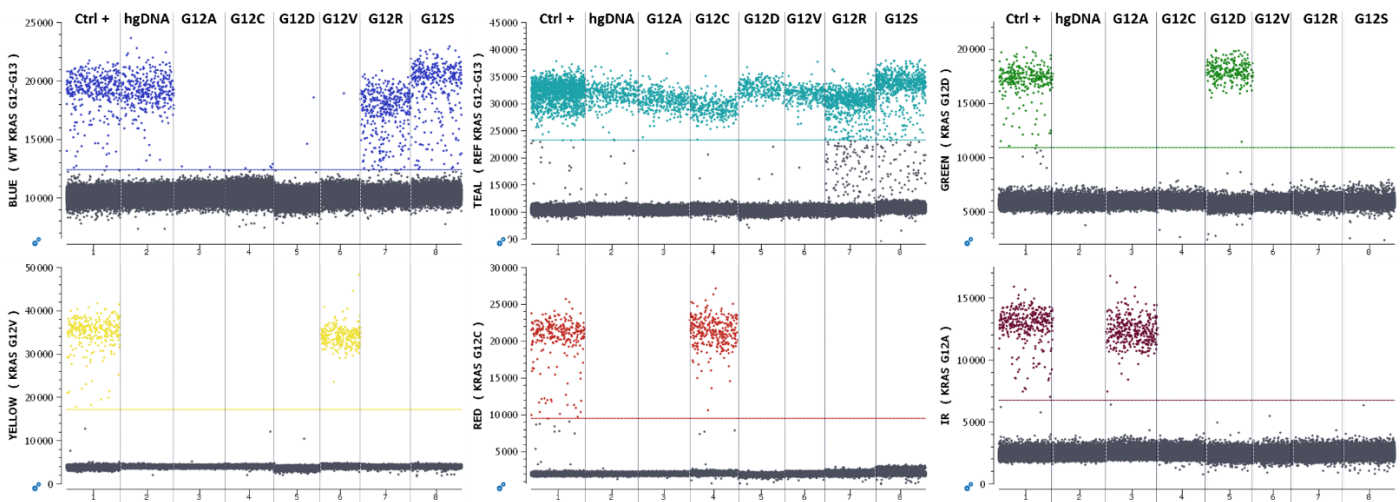 Ctrl + hgDNA G12A G12C G12D G12V G12R G12S
BLUE ( WT KRAS G12-G13)
25000
20000
15000
10000
1 2 3 4 5 6 7 8
Ctrl + hgDNA G12A G12C G12D G12V G12R G12S
TEAL ( REF KRAS G12-G13)
45000
40000
35000
30000
25000
20000
15000
10000
90
1 2 3 4 5 6 7 8
Ctrl + hgDNA G12A G12C G12D G12V G12R G12S
GREEN ( KRAS G12D)
20000
15000
10000
5000
1 2 3 4 5 6 7 8
YELLOW ( KRAS G12V)
50000
40000
30000
20000
10000
0
1 2 3 4 5 6 7 8
RED ( KRAS G12C)
30000
25000
20000
15000
10000
5000
1 2 3 4 5 6 7 8
IR ( KRAS G12A)
15000
10000
5000
0
1 2 3 4 5 6 7 8